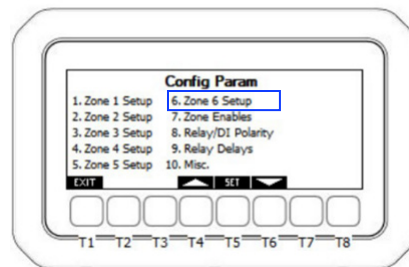 Config Param
1. Zone 1 Setup
2. Zone 2 Setup
3. Zone 3 Setup
4. Zone 4 Setup
5. Zone 5 Setup
6. Zone 6 Setup
7. Zone Enables
8. Relay/DI Polarity
9. Relay Delays
10. Misc.
EXIT SET
T1 T2 T3 T4 T5 T6 T7 T8